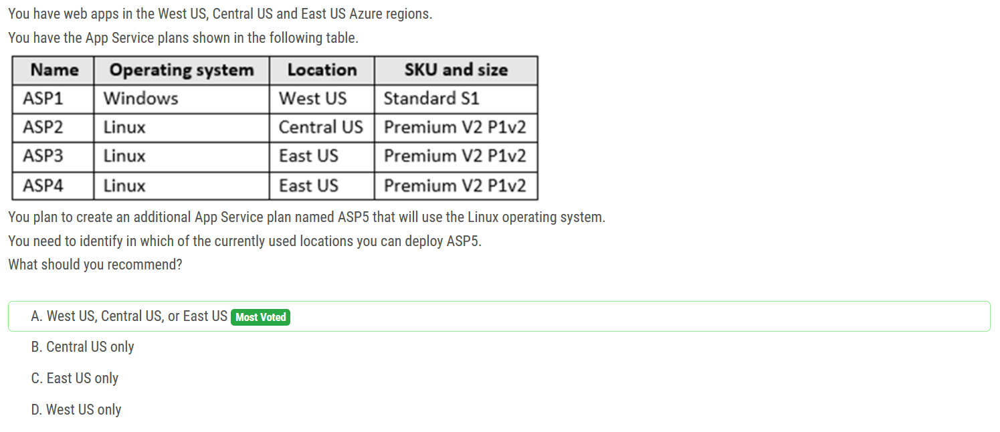 You have web apps in the West US, Central US and East US Azure regions.
You have the App Service plans shown in the following table.
Name Operating system Location SKU and size
ASP1 Windows West US Standard S1
ASP2 Linux Central US Premium V2 P1v2
ASP3 Linux East US Premium V2 P1v2
ASP4 Linux East US Premium V2 P1v2
You plan to create an additional App Service plan named ASP5 that will use the Linux operating system.
You need to identify in which of the currently used locations you can deploy ASP5.
What should you recommend?
A. West US, Central US, or East US Most Voted
B. Central US only
C. East US only
D. West US only